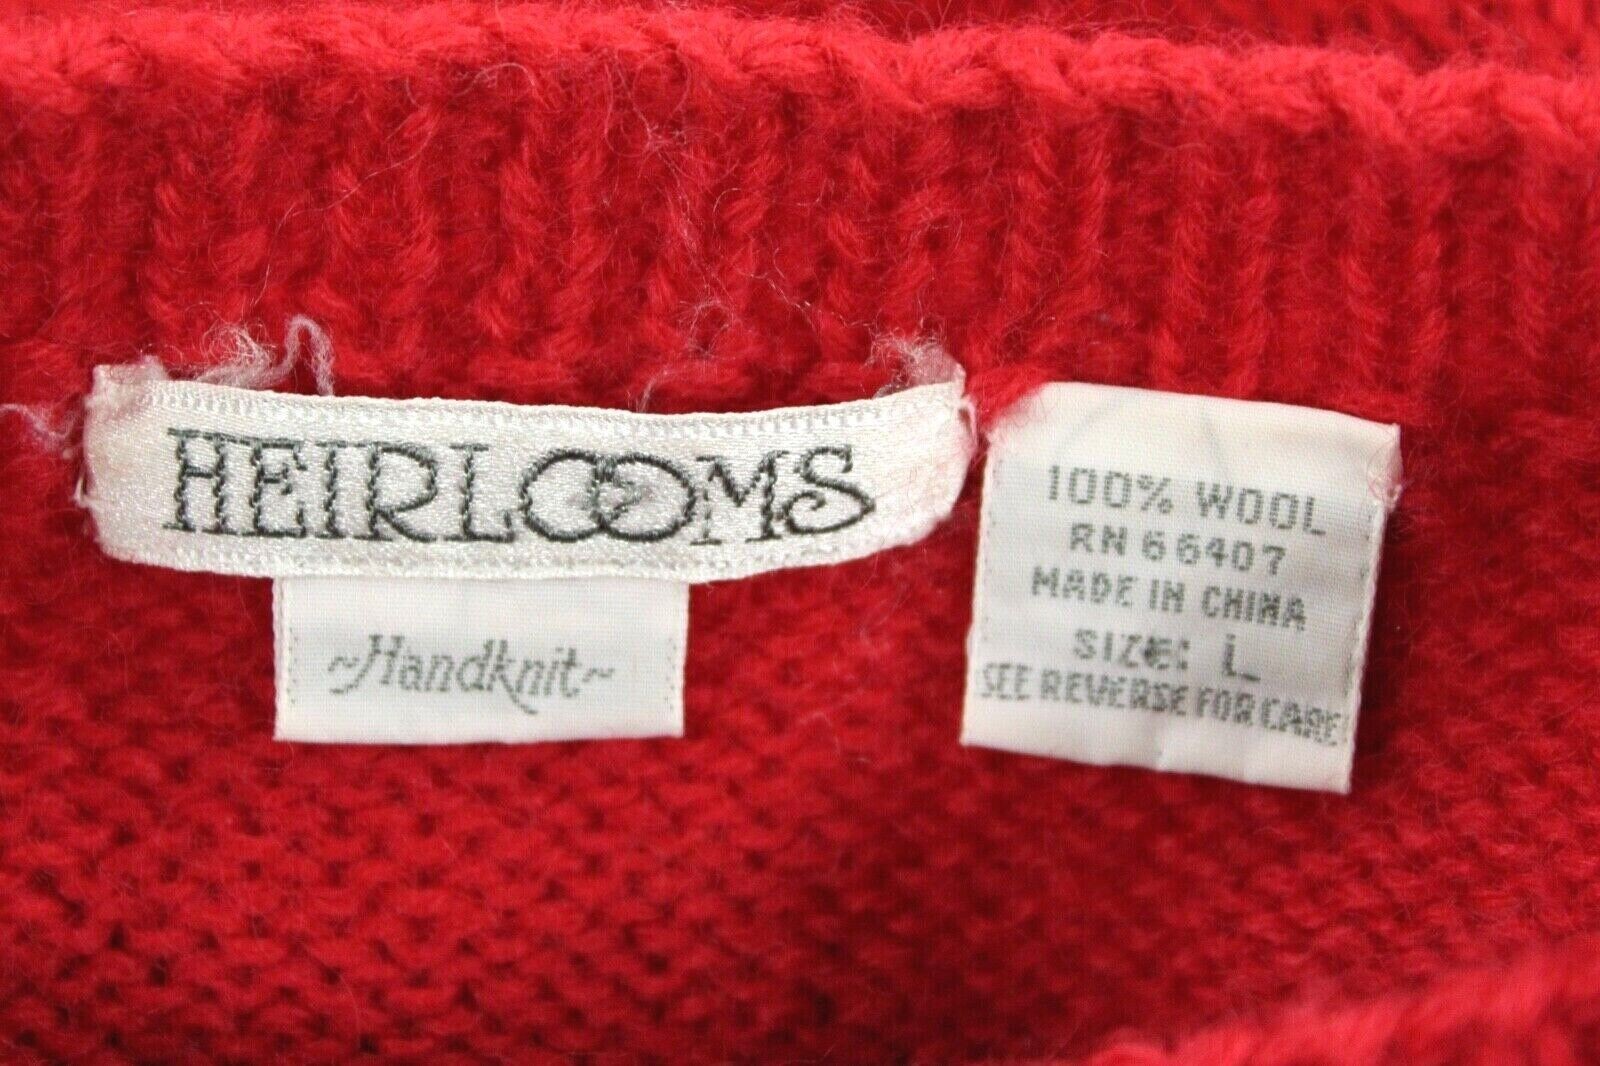 HEIRLOOMS
~Handknit~
100% WOOL
RN 66407
MADE IN CHINA
SIZE: L
SEE REVERSE FOR CARE